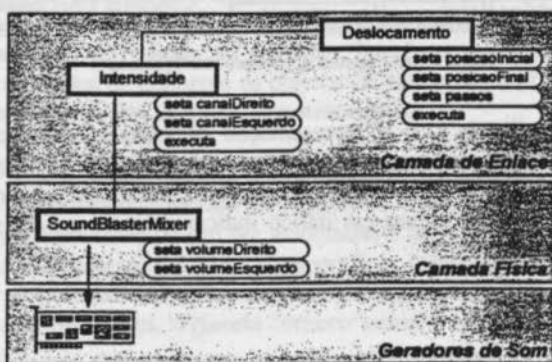 Deslocamento
seta posicaoInicial
seta posicaoFinal
seta passos
executa
Intensidade
seta canalDireito
seta canalEsquerdo
executa
Camada de Enlace
SoundBlasterMixer
seta volumeDireito
seta volumeEsquerdo
Camada Física
Geradores de Som